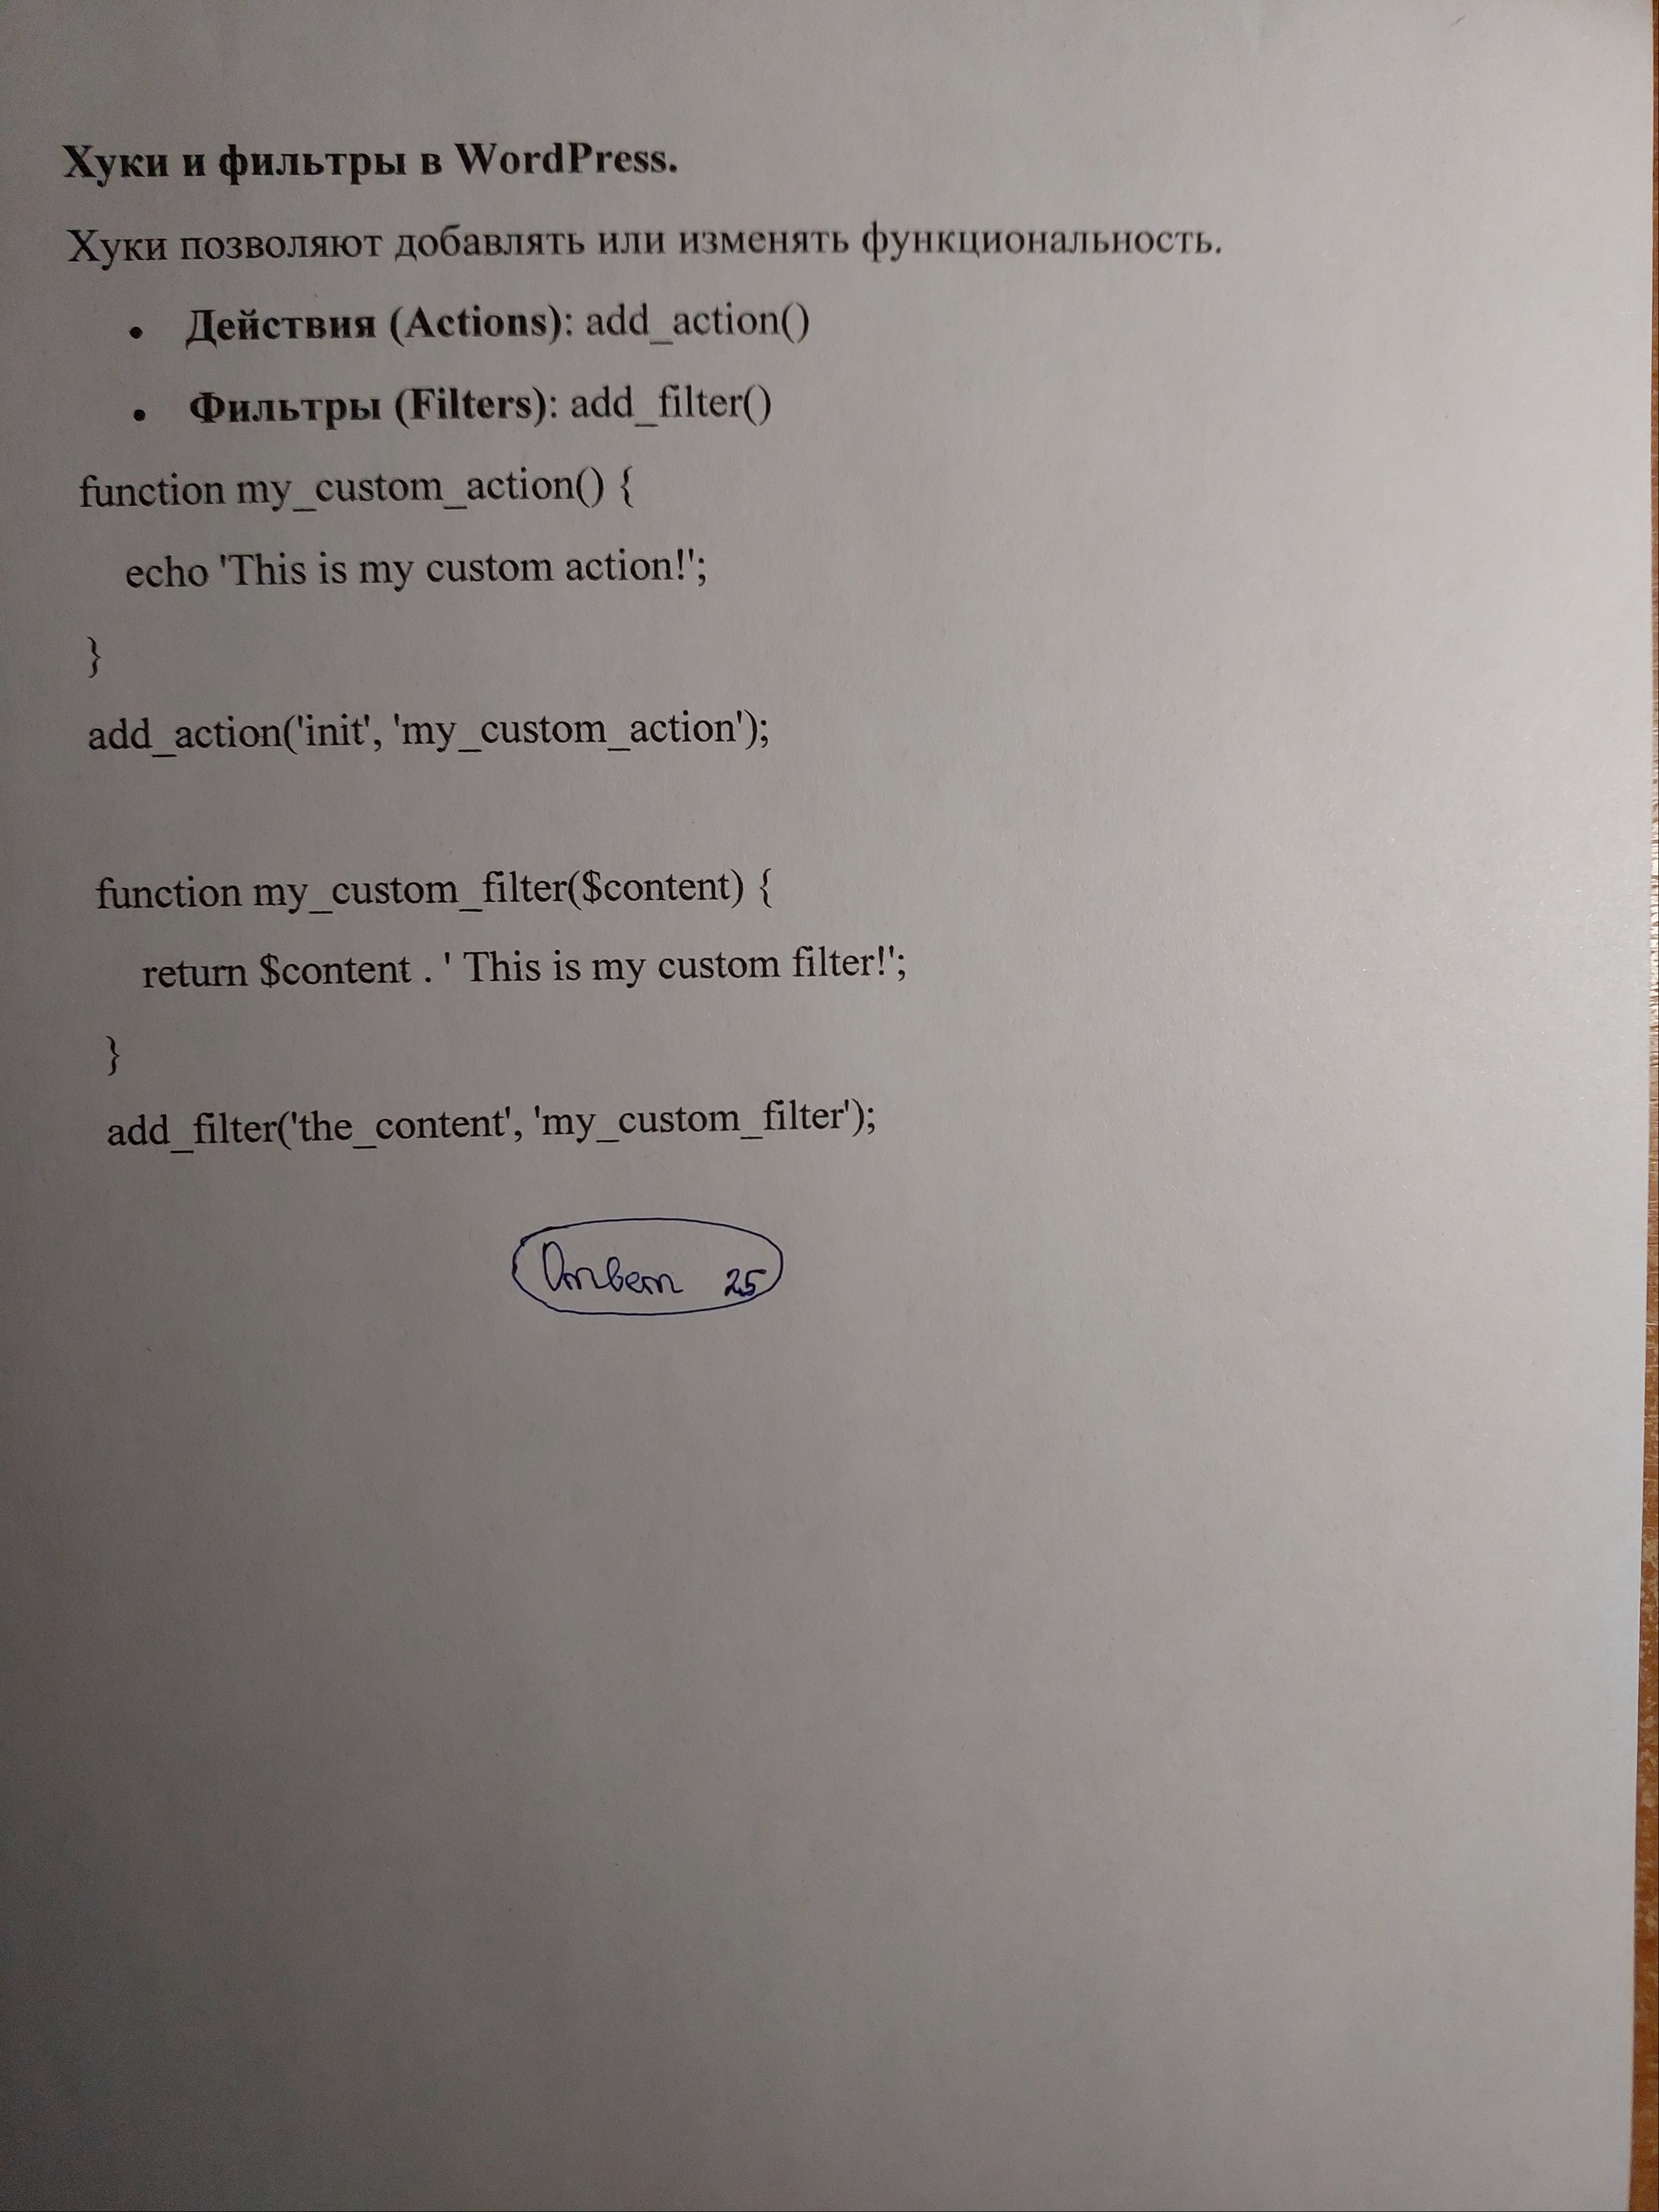 Хуки и фильтры в WordPress.
Хуки позволяют добавлять или изменять функциональность.
• Действия (Actions): add_action()
• Фильтры (Filters): add_filter()
function my_custom_action() {
echo 'This is my custom action!';
}
add_action('init', 'my_custom_action');
function my_custom_filter($content) {
return $content . ' This is my custom filter!';
}
add_filter('the_content', 'my_custom_filter');
Ответ 25